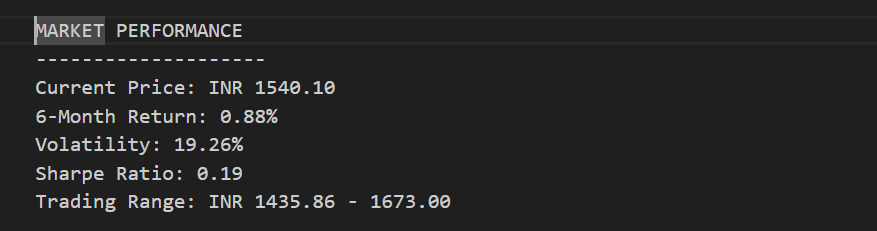 MARKET PERFORMANCE
--------------------
Current Price: INR 1540.10
6-Month Return: 0.88%
Volatility: 19.26%
Sharpe Ratio: 0.19
Trading Range: INR 1435.86 - 1673.00